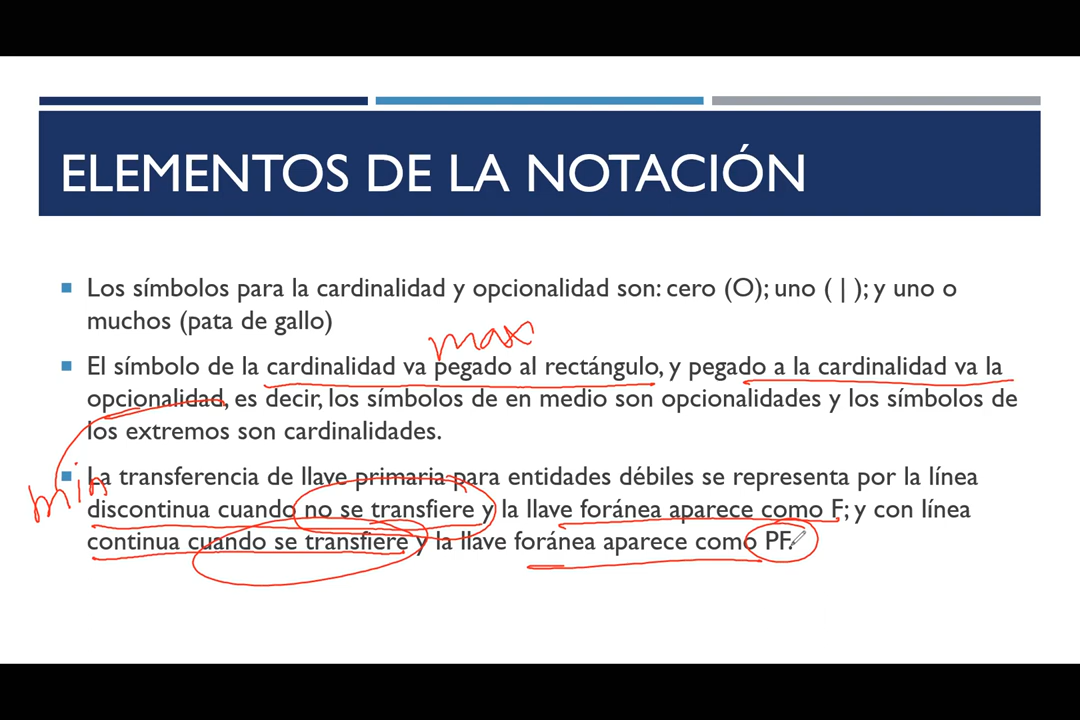 ELEMENTOS DE LA NOTACIÓN
Los símbolos para la cardinalidad y opcionalidad son: cero (O); uno ( | ); y uno o
muchos (pata de gallo)
max
El símbolo de la cardinalidad va pegado al rectángulo, y pegado a la cardinalidad va la
opcionalidad, es decir, los símbolos de en medio son opcionalidades y los símbolos de
los extremos son cardinalidades.
min
La transferencia de llave primaria para entidades débiles se representa por la línea
discontinua cuando no se transfiere y la llave foránea aparece como F; y con línea
continua cuando se transfiere y la llave foránea aparece como PF.